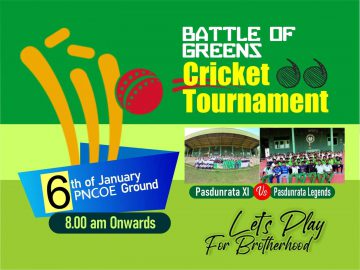 BATTLE OF
GREENS
Cricket
Tournament
6th of January
PNCOE Ground
8.00 am Onwards
Pasdunrata XI Vs Pasdunrata Legends
Let's Play
For Brotherhood